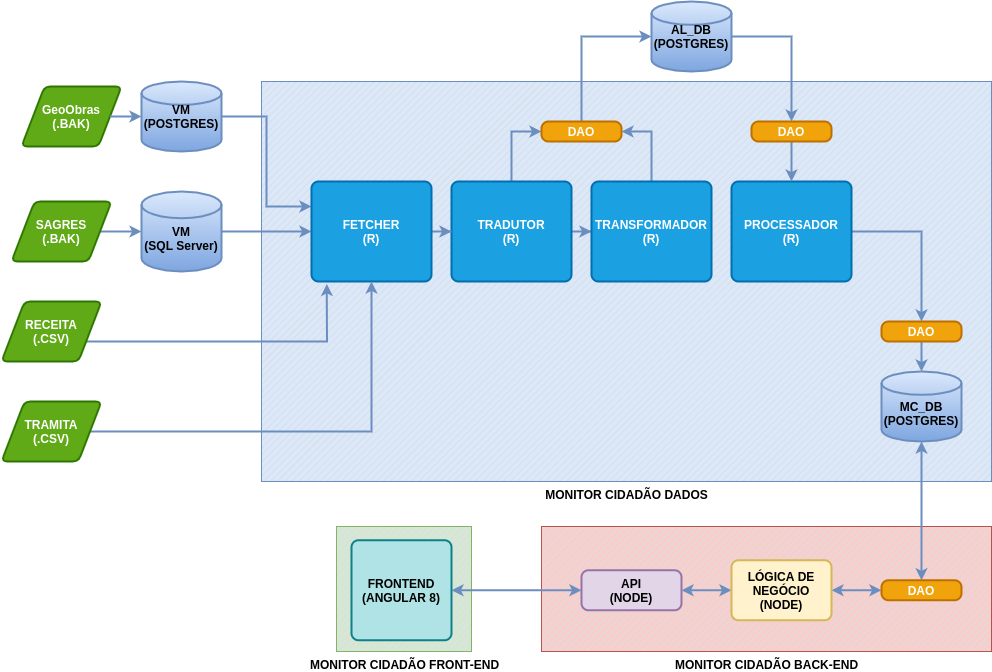 AL_DB
(POSTGRES)
GeoObras
(.BAK)
VM
(POSTGRES)
DAO
DAO
SAGRES
(.BAK)
VM
(SQL Server)
FETCHER
(R)
TRADUTOR
(R)
TRANSFORMADOR
(R)
PROCESSADOR
(R)
RECEITA
(.CSV)
DAO
TRAMITA
(.CSV)
MC_DB
(POSTGRES)
MONITOR CIDADÃO DADOS
FRONTEND
(ANGULAR 8)
API
(NODE)
LÓGICA DE
NEGÓCIO
(NODE)
DAO
MONITOR CIDADÃO FRONT-END
MONITOR CIDADÃO BACK-END